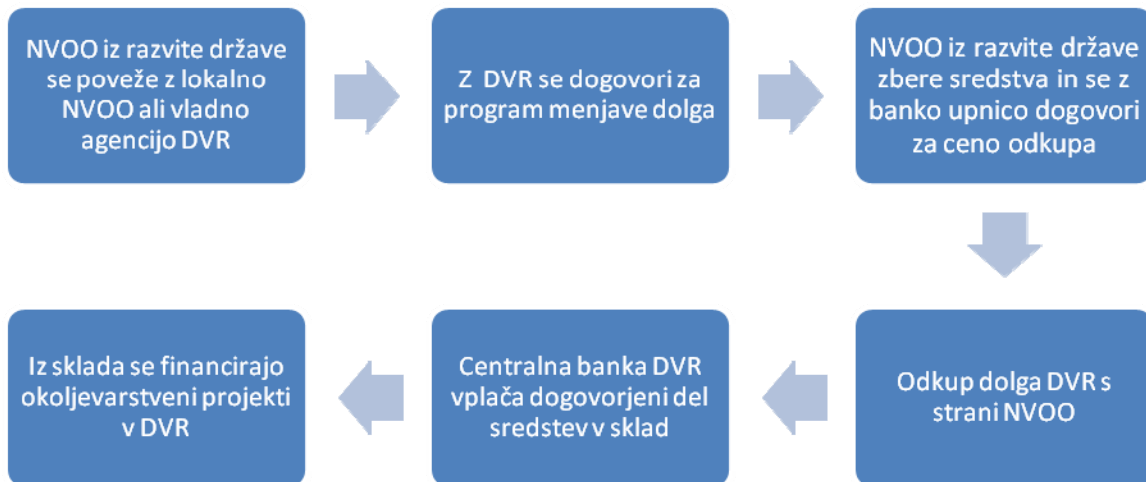 NVOO iz razvite države
se poveže z lokalno
NVOO ali vladno
agencijo DVR
Z DVR se dogovori za
program menjave dolga
NVOO iz razvite države
zbere sredstva in se z
banko upnico dogovori
za ceno odkupa
Odkup dolga DVR s
strani NVOO
Centralna banka DVR
vplača dogovorjeni del
sredstev v sklad
Iz sklada se financirajo
okoljevarstveni projekti
v DVR